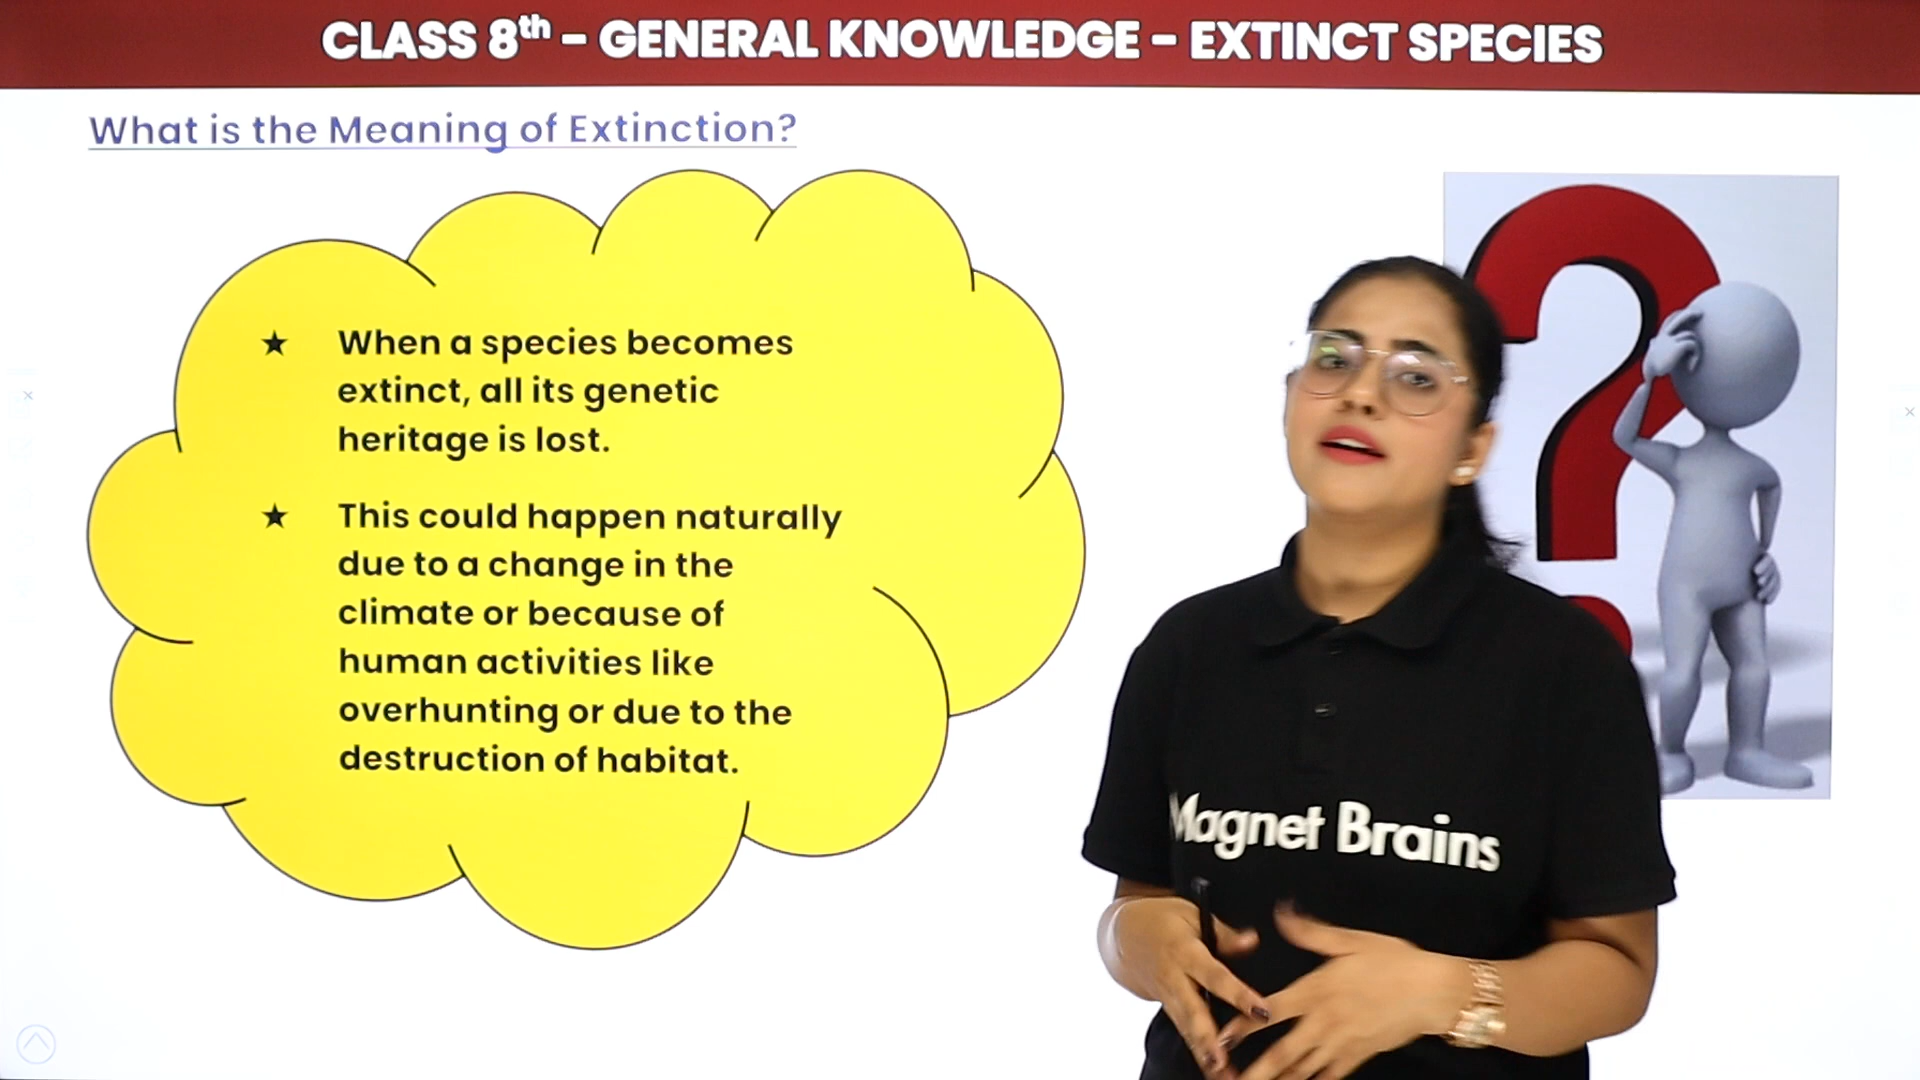 CLASS 8th - GENERAL KNOWLEDGE - EXTINCT SPECIES
What is the Meaning of Extinction?
★ When a species becomes
extinct, all its genetic
heritage is lost.
★ This could happen naturally
due to a change in the
climate or because of
human activities like
overhunting or due to the
destruction of habitat.
Magnet Brains